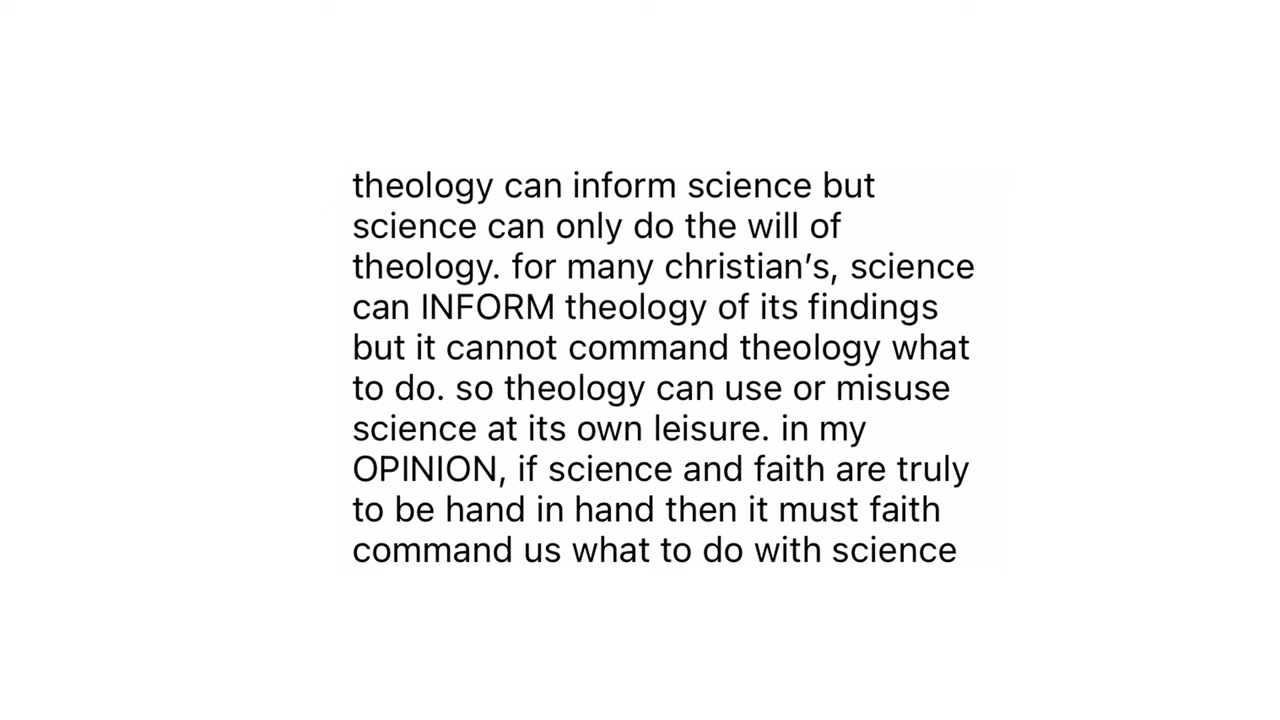 theology can inform science but
science can only do the will of
theology. for many christian’s, science
can INFORM theology of its findings
but it cannot command theology what
to do. so theology can use or misuse
science at its own leisure. in my
OPINION, if science and faith are truly
to be hand in hand then it must faith
command us what to do with science